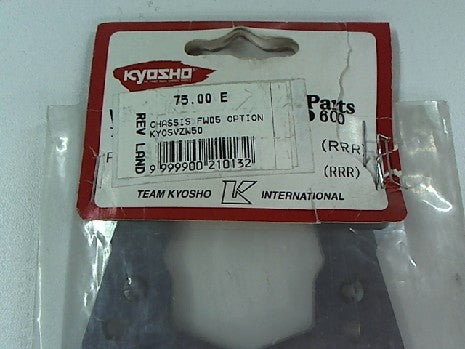 KYOSHO
75.00 E
Parts
CHASSIS FW05 OPTION
600
KYOSVZW50
REV LAND
(RRR)
(RRR)
9 999900 210132
TEAM KYOSHO K INTERNATIONAL